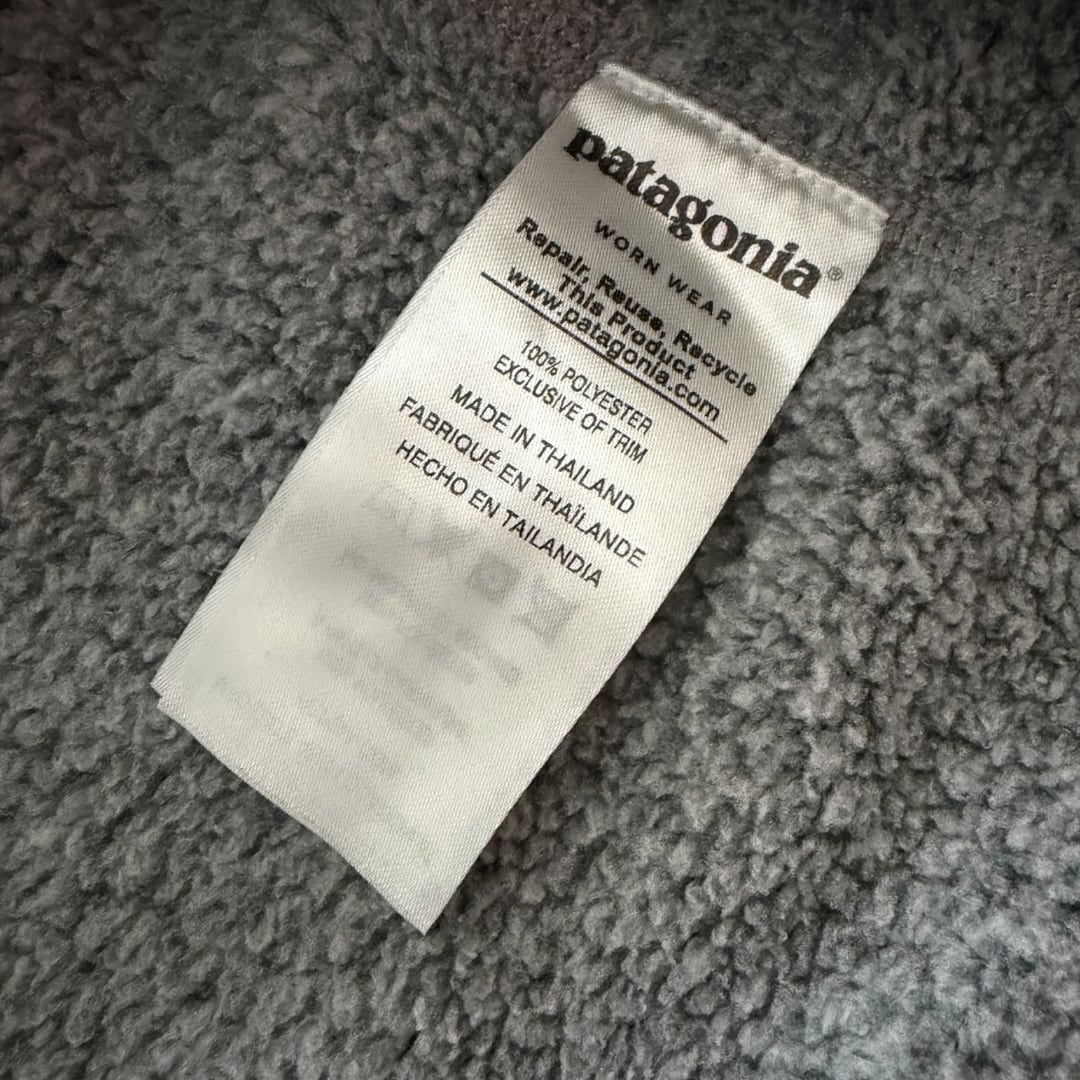 patagonia®
WORN WEAR
Repair, Reuse, Recycle
This Product
www.patagonia.com
100% POLYESTER
EXCLUSIVE OF TRIM
MADE IN THAILAND
FABRIQUÉ EN THAÏLANDE
HECHO EN TAILANDIA